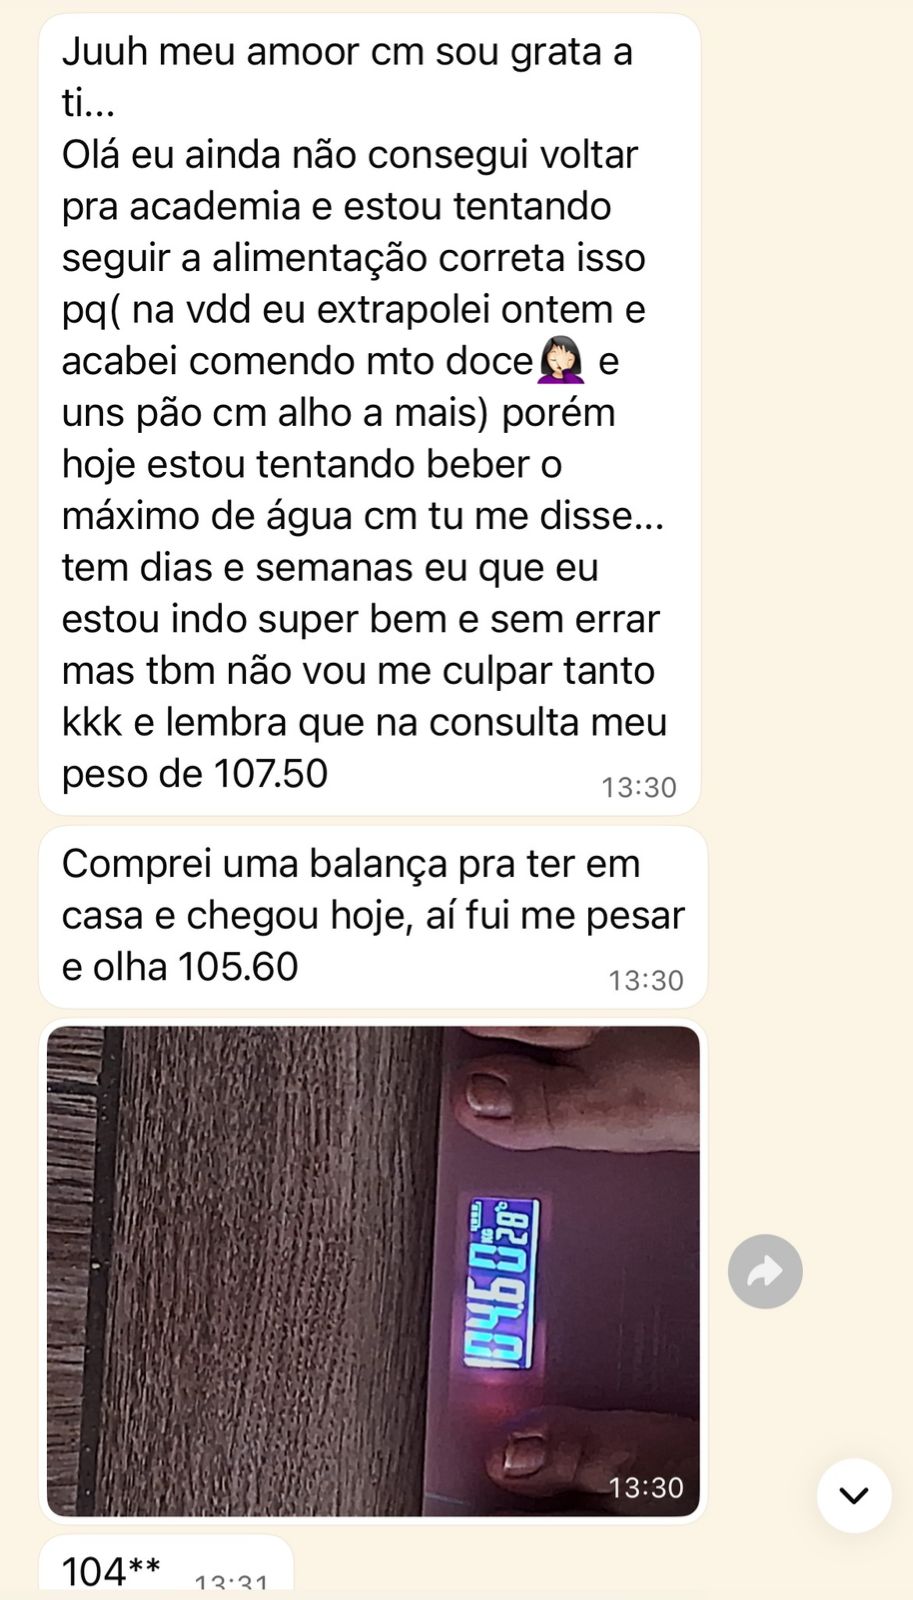 Juuh meu amoor cm sou grata a
ti...
Olá eu ainda não consegui voltar
pra academia e estou tentando
seguir a alimentação correta isso
pq( na vdd eu extrapolei ontem e
acabei comendo mto doce🤦🏻‍♀️ e
uns pão cm alho a mais) porém
hoje estou tentando beber o
máximo de água cm tu me disse...
tem dias e semanas eu que eu
estou indo super bem e sem errar
mas tbm não vou me culpar tanto
kkk e lembra que na consulta meu
peso de 107.50
13:30
Comprei uma balança pra ter em
casa e chegou hoje, aí fui me pesar
e olha 105.60
13:30
104.60 KG
28°C
13:30
104**
13:31